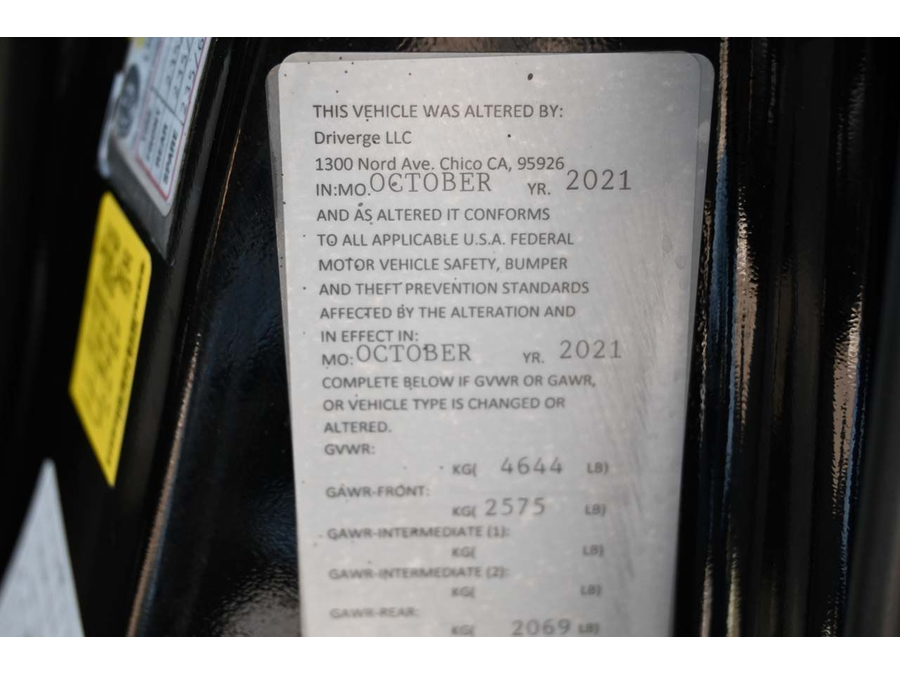 THIS VEHICLE WAS ALTERED BY:
Driverge LLC
1300 Nord Ave. Chico CA, 95926
IN:MO. OCTOBER YR. 2021
AND AS ALTERED IT CONFORMS
TO ALL APPLICABLE U.S.A. FEDERAL
MOTOR VEHICLE SAFETY, BUMPER
AND THEFT PREVENTION STANDARDS
AFFECTED BY THE ALTERATION AND
IN EFFECT IN:
MO: OCTOBER YR. 2021
COMPLETE BELOW IF GVWR OR GAWR,
OR VEHICLE TYPE IS CHANGED OR
ALTERED.
GVWR:
KG( 4644 LB)
GAWR-FRONT:
KG( 2575 LB)
GAWR-INTERMEDIATE (1):
KG( LB)
GAWR-INTERMEDIATE (2):
KG( LB)
GAWR-REAR:
KG( 2069 LB)
FRONT
REAR
SPARE